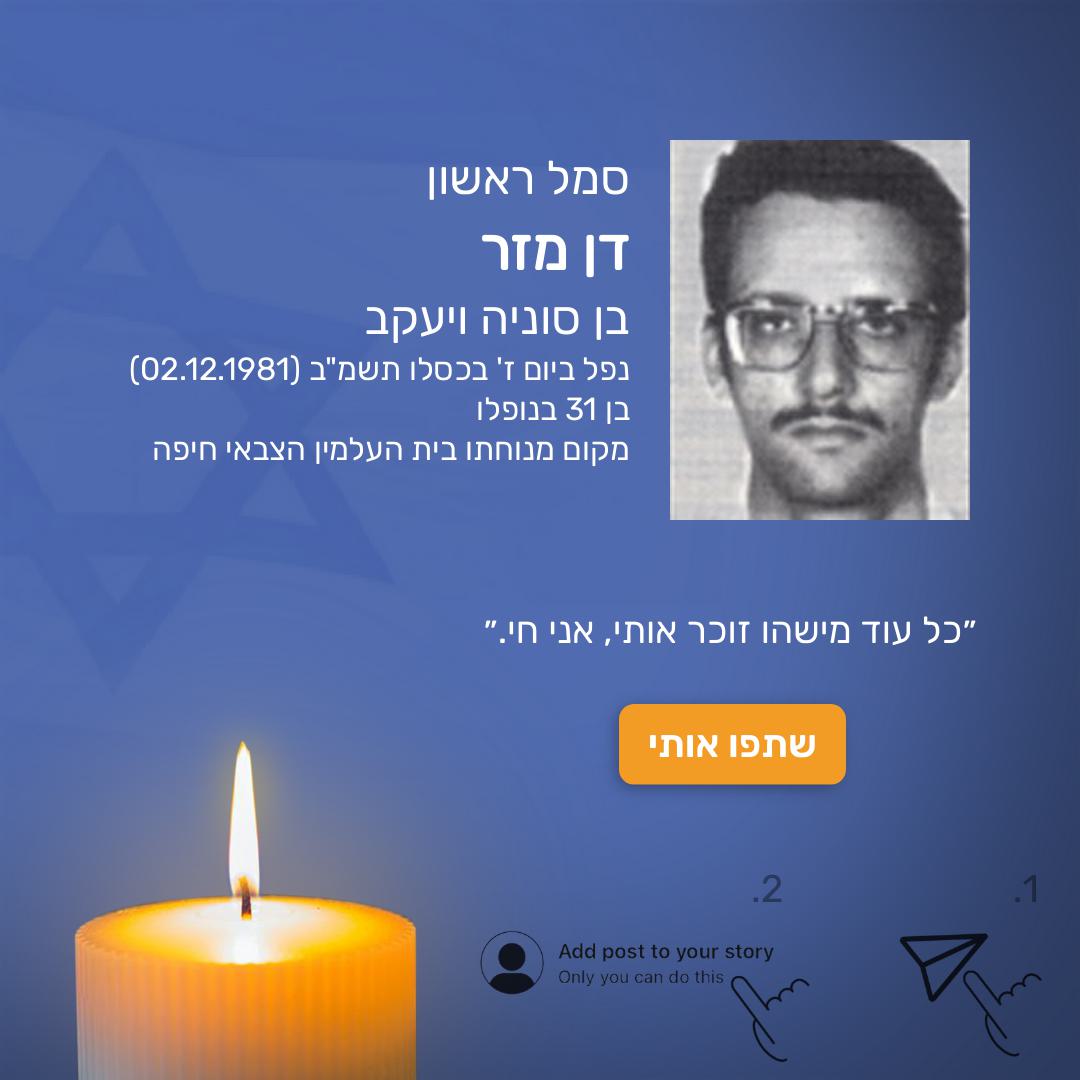 סמל ראשון
דן מזר
בן סוניה ויעקב
נפל ביום ז' בכסלו תשמ"ב (02.12.1981)
בן 31 בנופלו
מקום מנוחתו בית העלמין הצבאי חיפה
״כל עוד מישהו זוכר אותי, אני חי.״
שתפו אותי
1.
2.
Add post to your story
Only you can do this